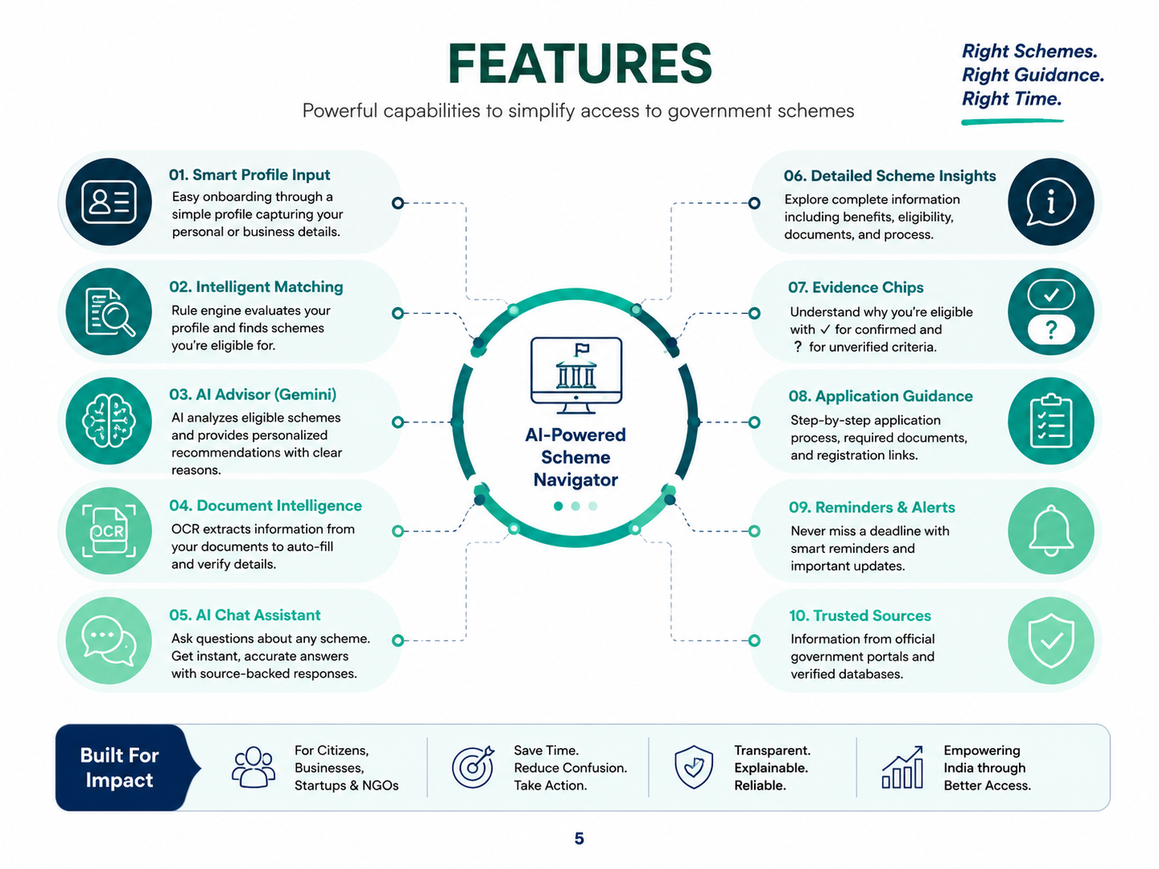 FEATURES
Powerful capabilities to simplify access to government schemes
Right Schemes.
Right Guidance.
Right Time.
01. Smart Profile Input
Easy onboarding through a
simple profile capturing your
personal or business details.
02. Intelligent Matching
Rule engine evaluates your
profile and finds schemes
you're eligible for.
03. AI Advisor (Gemini)
AI analyzes eligible schemes
and provides personalized
recommendations with clear
reasons.
04. Document Intelligence
OCR extracts information from
your documents to auto-fill
and verify details.
OCR
05. AI Chat Assistant
Ask questions about any scheme.
Get instant, accurate answers
with source-backed responses.
AI-Powered
Scheme
Navigator
06. Detailed Scheme Insights
Explore complete information
including benefits, eligibility,
documents, and process.
i
07. Evidence Chips
Understand why you're eligible
with ✓ for confirmed and
? for unverified criteria.
✓
?
08. Application Guidance
Step-by-step application
process, required documents,
and registration links.
09. Reminders & Alerts
Never miss a deadline with
smart reminders and
important updates.
10. Trusted Sources
Information from official
government portals and
verified databases.
Built For
Impact
For Citizens,
Businesses,
Startups & NGOs
Save Time.
Reduce Confusion.
Take Action.
Transparent.
Explainable.
Reliable.
Empowering
India through
Better Access.
5